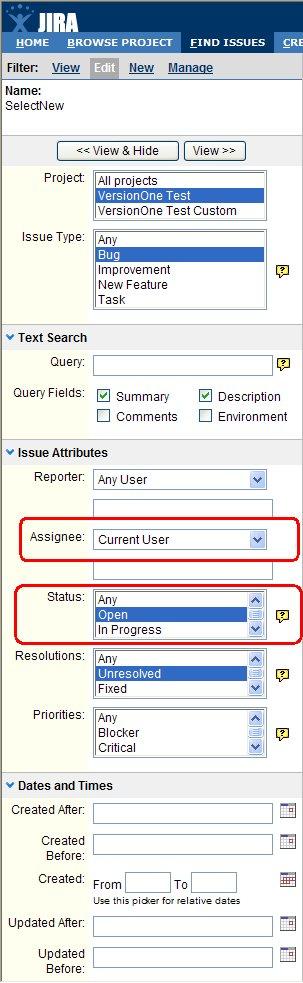 JIRA
HOME BROWSE PROJECT FIND ISSUES CRE
Filter: View Edit New Manage
Name:
SelectNew
<< View & Hide View >>
Project: All projects
VersionOne Test
VersionOne Test Custom
Issue Type: Any
Bug
Improvement
New Feature
Task
Text Search
Query:
Query Fields: Summary Description
Comments Environment
Issue Attributes
Reporter: Any User
Assignee: Current User
Status: Any
Open
In Progress
Resolutions: Any
Unresolved
Fixed
Priorities: Any
Blocker
Critical
Dates and Times
Created After:
Created
Before:
Created: From To
Use this picker for relative dates
Updated After:
Updated
Before: